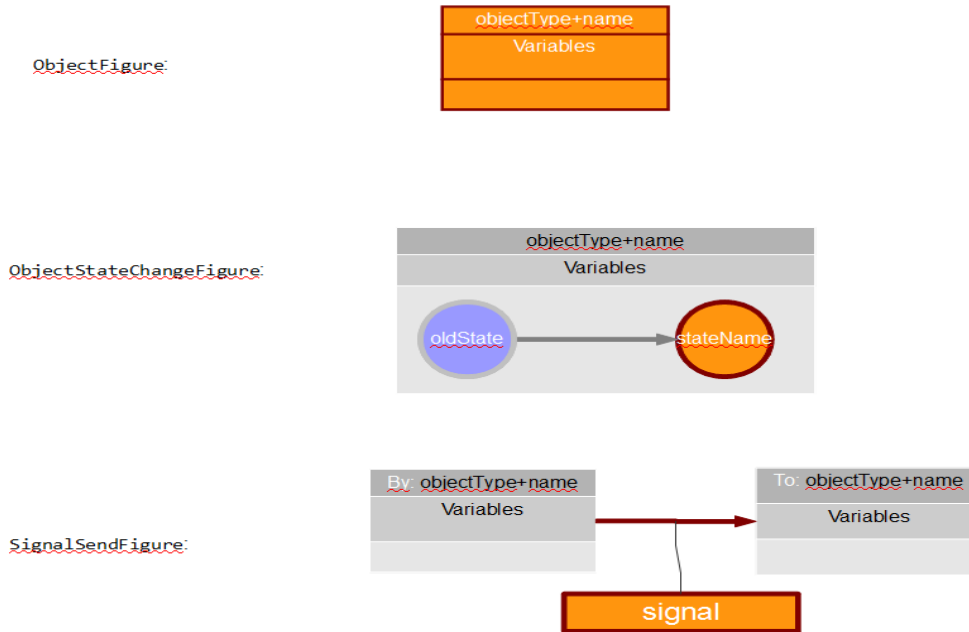 objectType+name
Variables
ObjectFigure:
objectType+name
Variables
ObjectStateChangeFigure:
oldState
stateName
By: objectType+name
To: objectType+name
Variables
Variables
SignalSendFigure:
signal